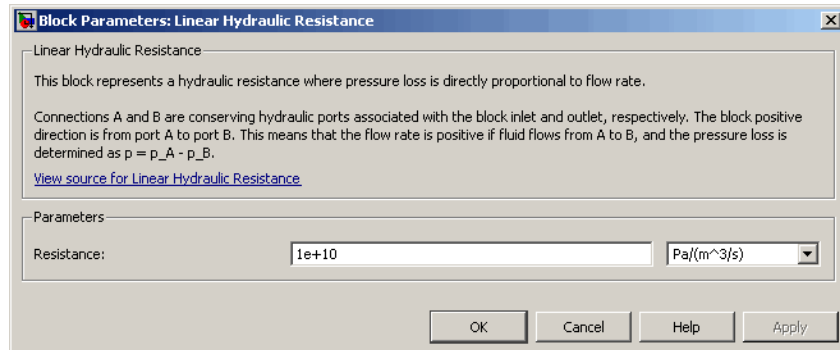 Block Parameters: Linear Hydraulic Resistance
Linear Hydraulic Resistance
This block represents a hydraulic resistance where pressure loss is directly proportional to flow rate.
Connections A and B are conserving hydraulic ports associated with the block inlet and outlet, respectively. The block positive
direction is from port A to port B. This means that the flow rate is positive if fluid flows from A to B, and the pressure loss is
determined as p = p_A - p_B.
View source for Linear Hydraulic Resistance
Parameters
Resistance: 1e+10 Pa/(m^3/s)
OK Cancel Help Apply